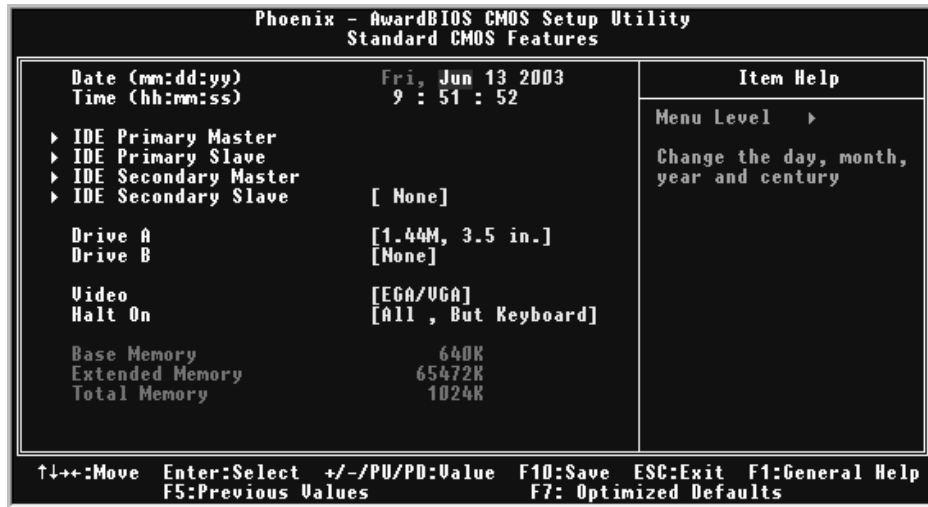 Phoenix - AwardBIOS CMOS Setup Utility
Standard CMOS Features
Date (mm:dd:yy) Fri, Jun 13 2003
Time (hh:mm:ss) 9 : 51 : 52
▸ IDE Primary Master
▸ IDE Primary Slave
▸ IDE Secondary Master
▸ IDE Secondary Slave [ None]
Drive A [1.44M, 3.5 in.]
Drive B [None]
Video [EGA/VGA]
Halt On [All , But Keyboard]
Base Memory 640K
Extended Memory 65472K
Total Memory 1024K
Item Help
Menu Level ▸
Change the day, month,
year and century
↑↓→←:Move Enter:Select +/-/PU/PD:Value F10:Save ESC:Exit F1:General Help
F5:Previous Values F7: Optimized Defaults